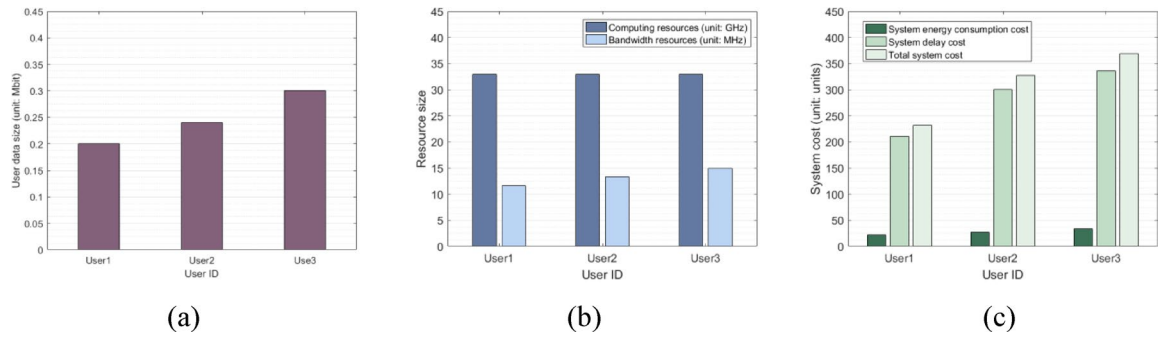 0.45
0.4
0.35
0.3
0.25
0.2
0.15
0.1
0.05
0
User data size (unit: Mbit)
User1 User2 Use3
User ID
(a)
45
40
35
30
25
20
15
10
5
0
Resource size
Computing resources (unit: GHz)
Bandwidth resources (unit: MHz)
User1 User2 User3
User ID
(b)
450
400
350
300
250
200
150
100
50
0
System cost (unit: units)
System energy consumption cost
System delay cost
Total system cost
User1 User2 User3
User ID
(c)